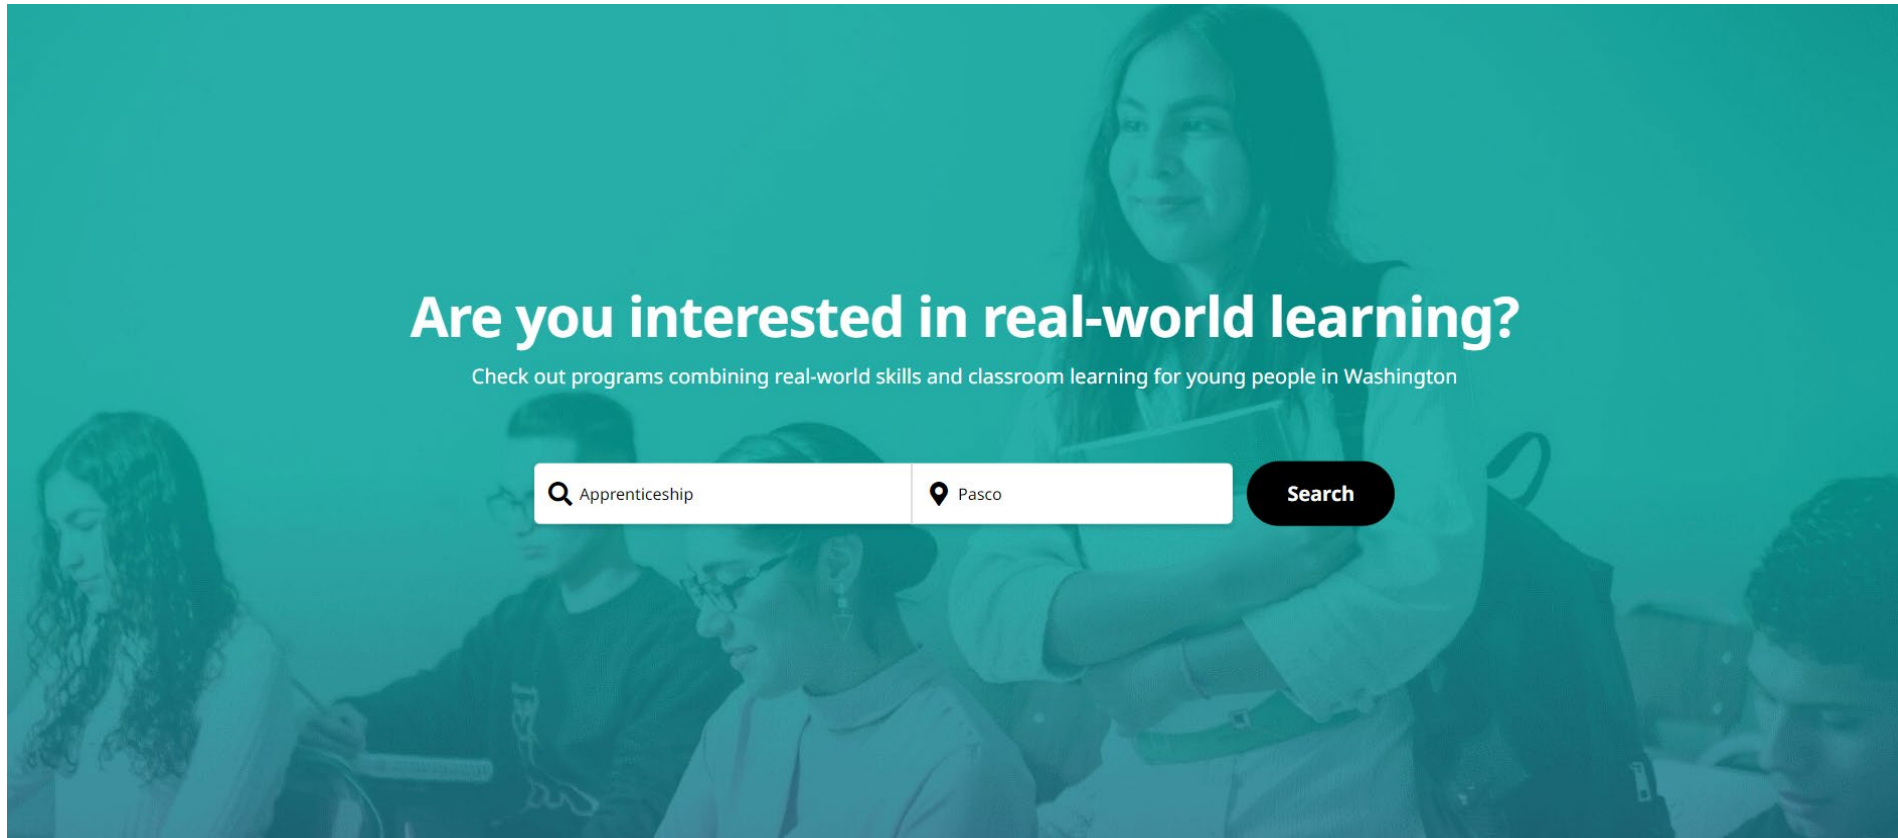 Are you interested in real-world learning?
Check out programs combining real-world skills and classroom learning for young people in Washington
Apprenticeship
Pasco
Search